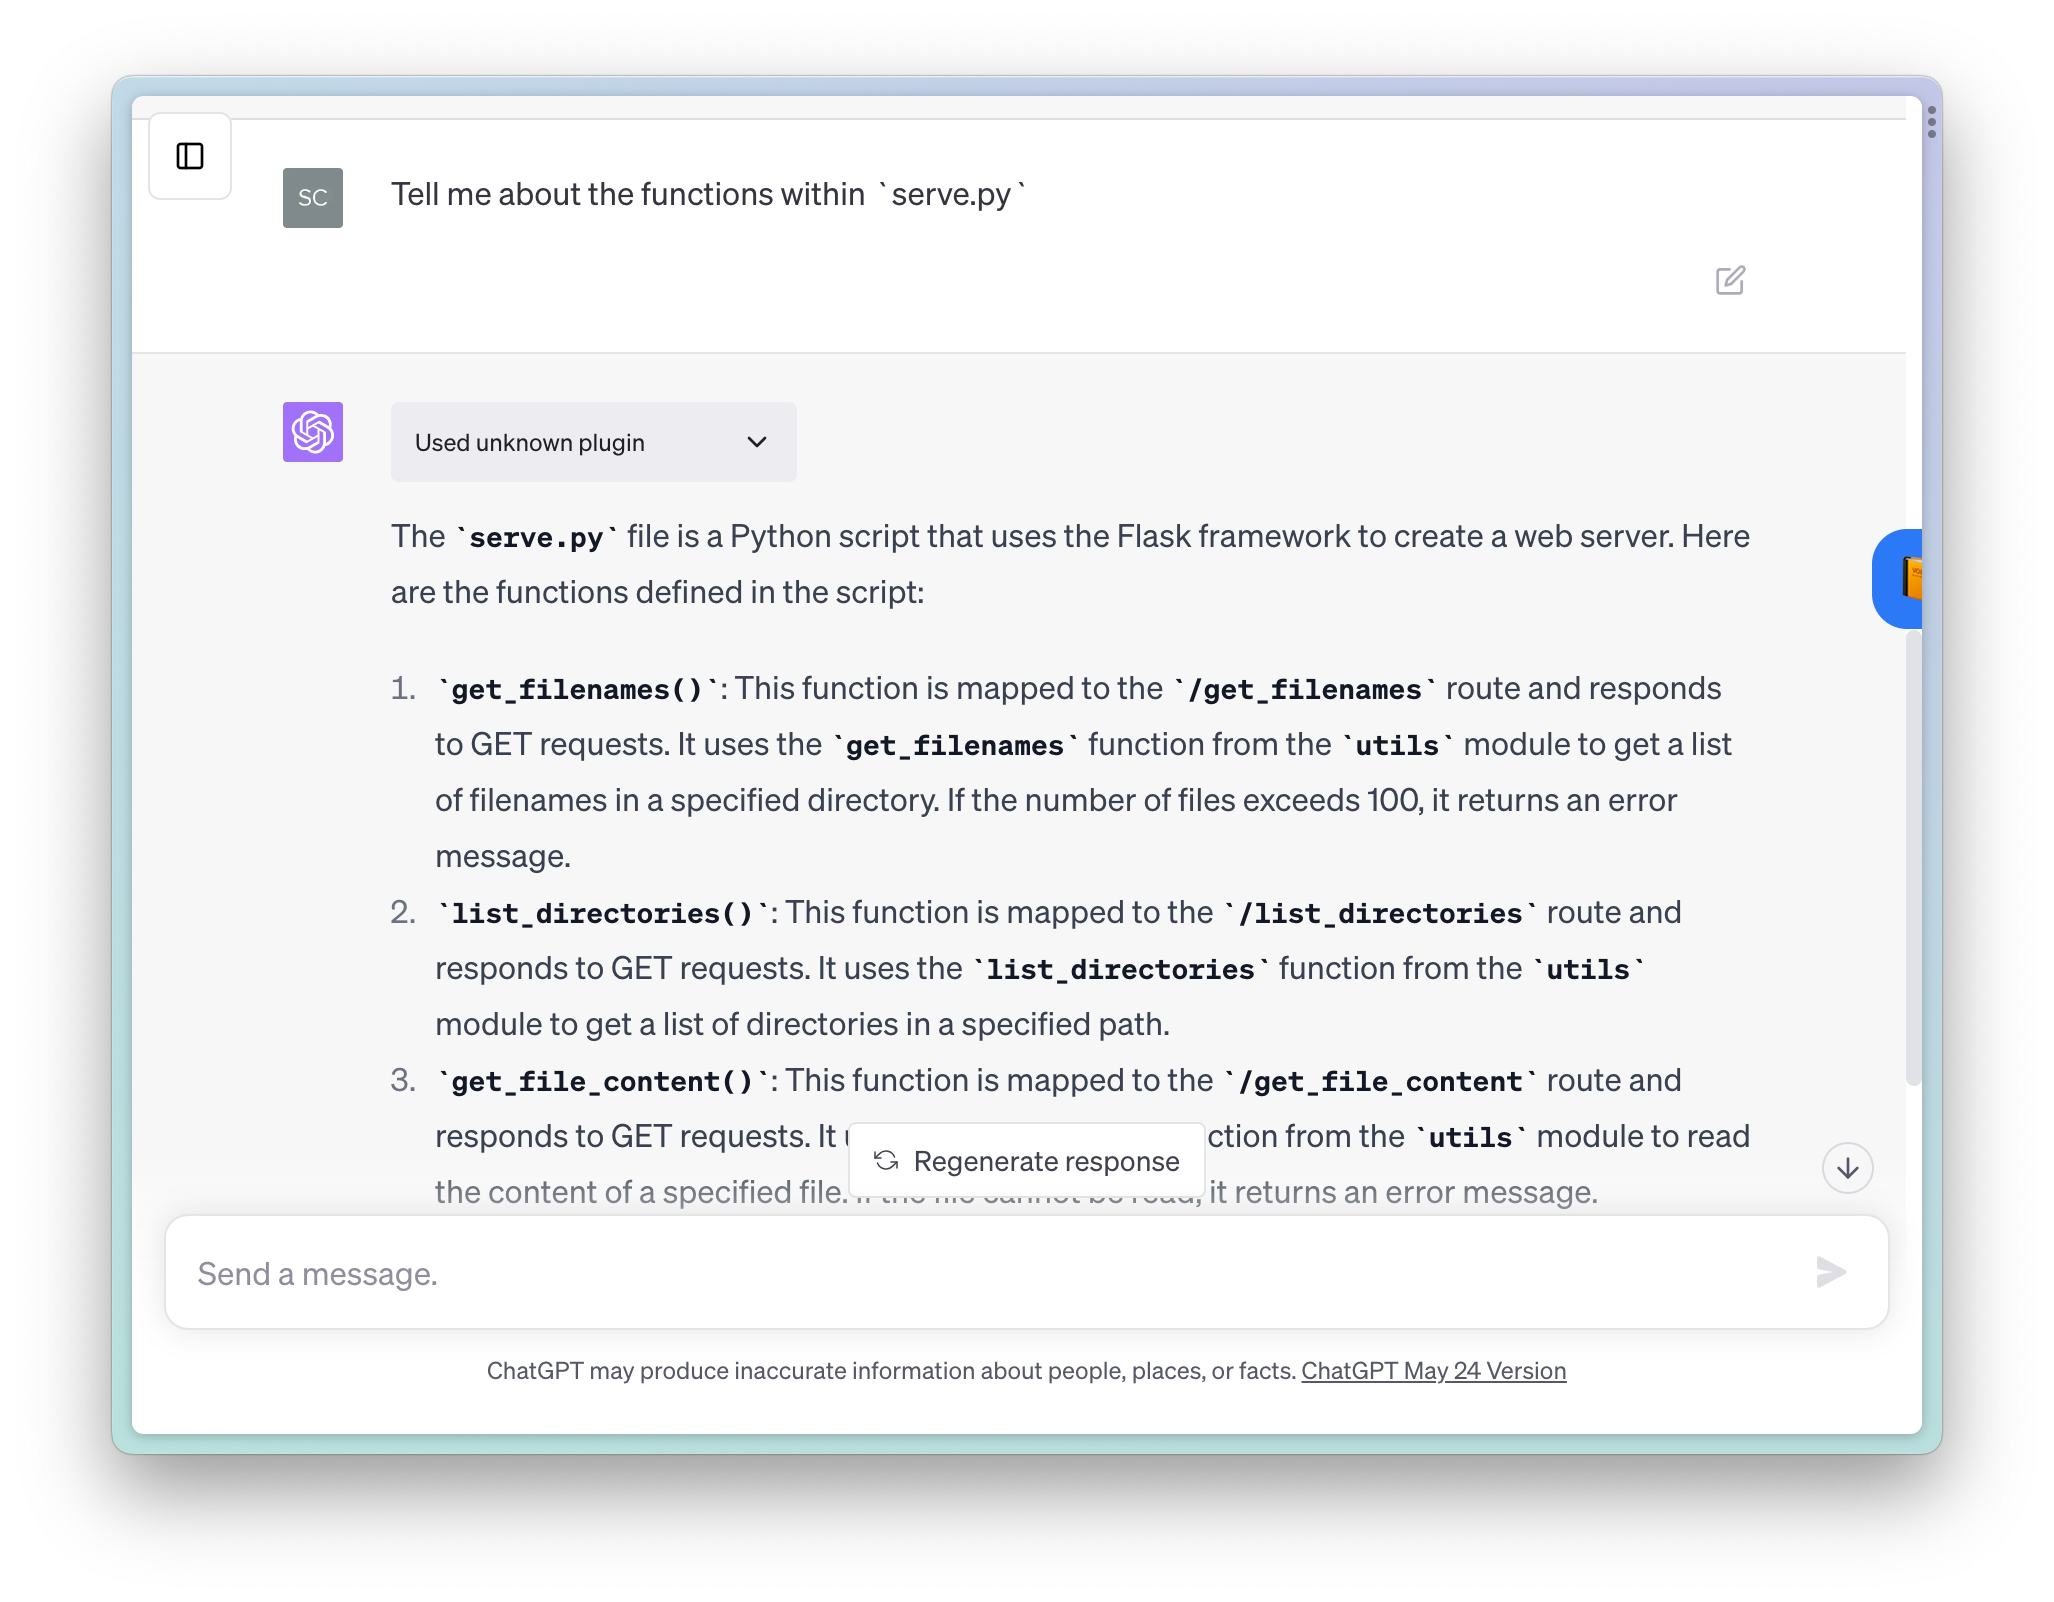 SC
Tell me about the functions within `serve.py`
Used unknown plugin
The `serve.py` file is a Python script that uses the Flask framework to create a web server. Here
are the functions defined in the script:
1. `get_filenames()`: This function is mapped to the `/get_filenames` route and responds
to GET requests. It uses the `get_filenames` function from the `utils` module to get a list
of filenames in a specified directory. If the number of files exceeds 100, it returns an error
message.
2. `list_directories()`: This function is mapped to the `/list_directories` route and
responds to GET requests. It uses the `list_directories` function from the `utils`
module to get a list of directories in a specified path.
3. `get_file_content()`: This function is mapped to the `/get_file_content` route and
responds to GET requests. It ction from the `utils` module to read
Regenerate response
the content of a specified file. If the file cannot be read, it returns an error message.
Send a message.
ChatGPT may produce inaccurate information about people, places, or facts. ChatGPT May 24 Version